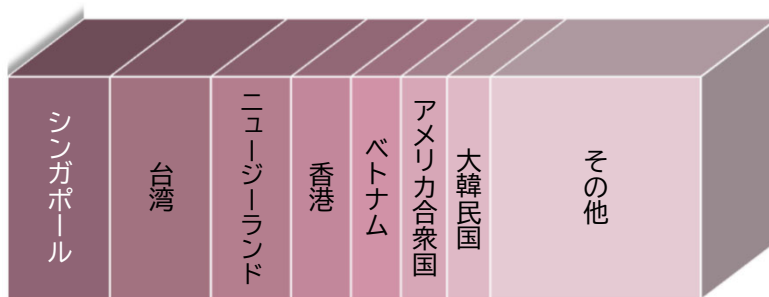 シンガポール
台湾
ニュージーランド
香港
ベトナム
アメリカ合衆国
大韓民国
その他